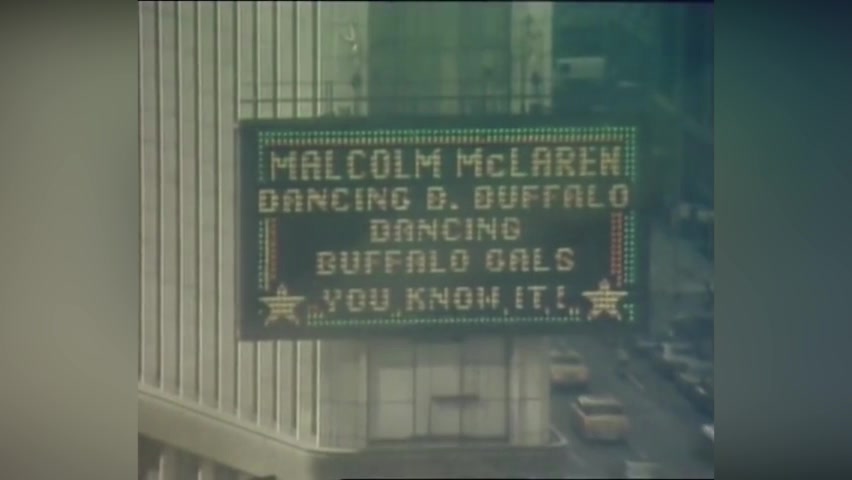 MALCOLM McLAREN
DANCING B. BUFFALO
DANCING
BUFFALO GALS
"YOU KNOW IT!"